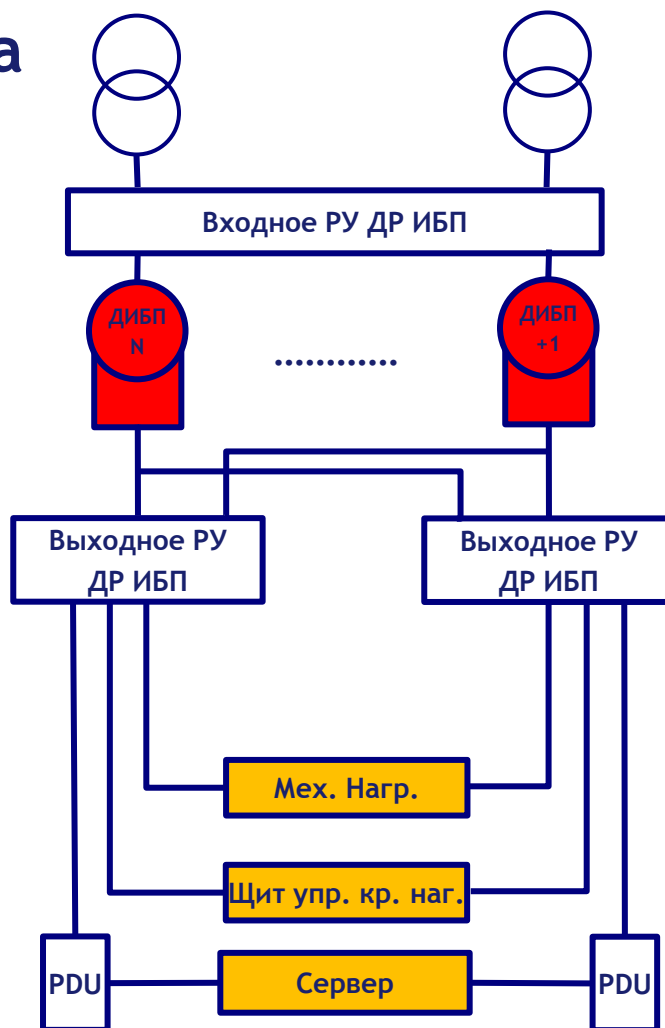 а
Входное РУ ДР ИБП
ДИБП
N
............
ДИБП
+1
Выходное РУ
ДР ИБП
Выходное РУ
ДР ИБП
Мех. Нагр.
Щит упр. кр. наг.
PDU
Сервер
PDU